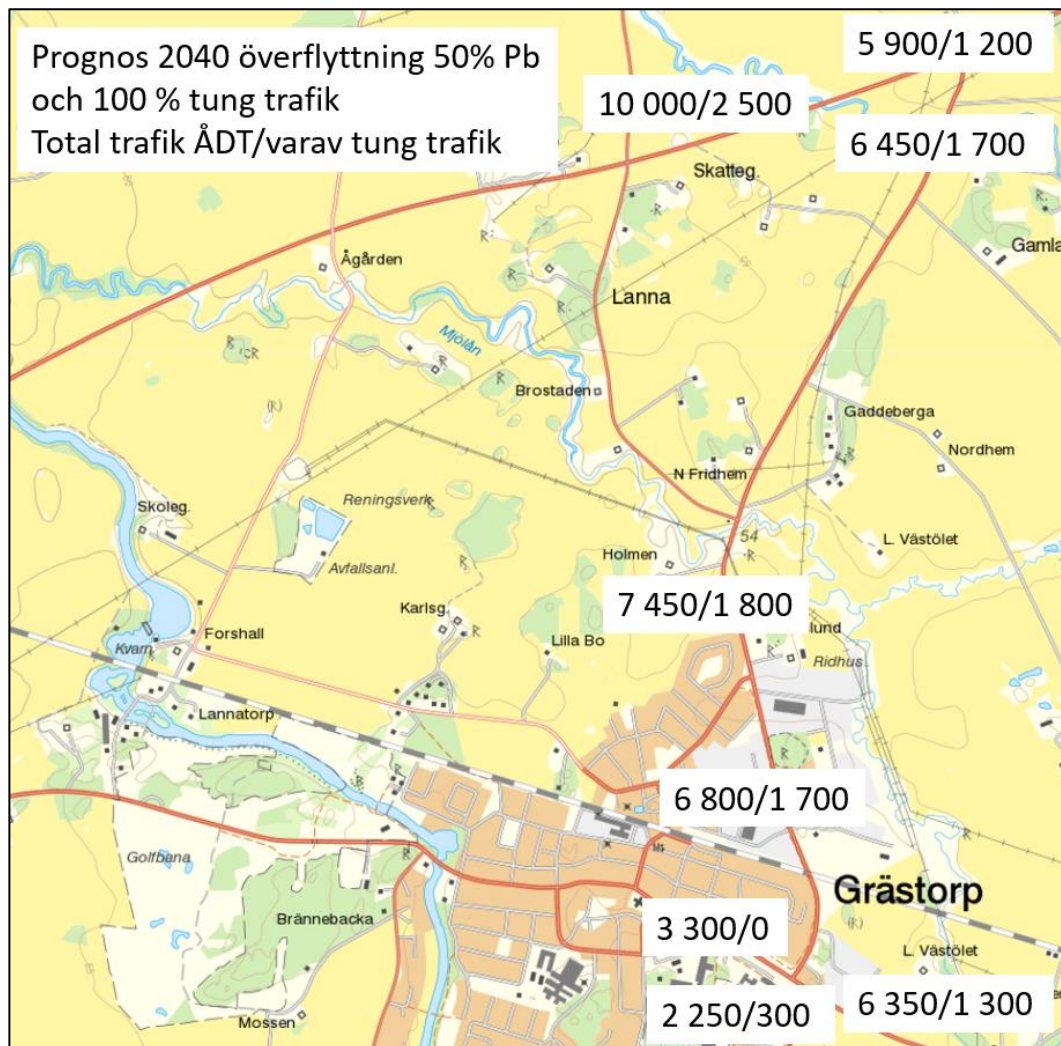 Prognos 2040 överflyttning 50% Pb
och 100 % tung trafik
Total trafik ÅDT/varav tung trafik
5 900/1 200
10 000/2 500
6 450/1 700
Skatteg.
Gamla
Ågården
Lanna
Mjölån
Brostaden
Gaddeberga
Nordhem
N Fridhem
Reningsverk
Skoleg.
54
L. Västölet
Holmen
Avfallsanl.
7 450/1 800
Karlsg.
Forshall
Lilla Bo
lund
Kvarn
Ridhus.
Lannatorp
6 800/1 700
Golfbana
Grästorp
Brännebacka
3 300/0
L. Västölet
2 250/300
6 350/1 300
Mossen